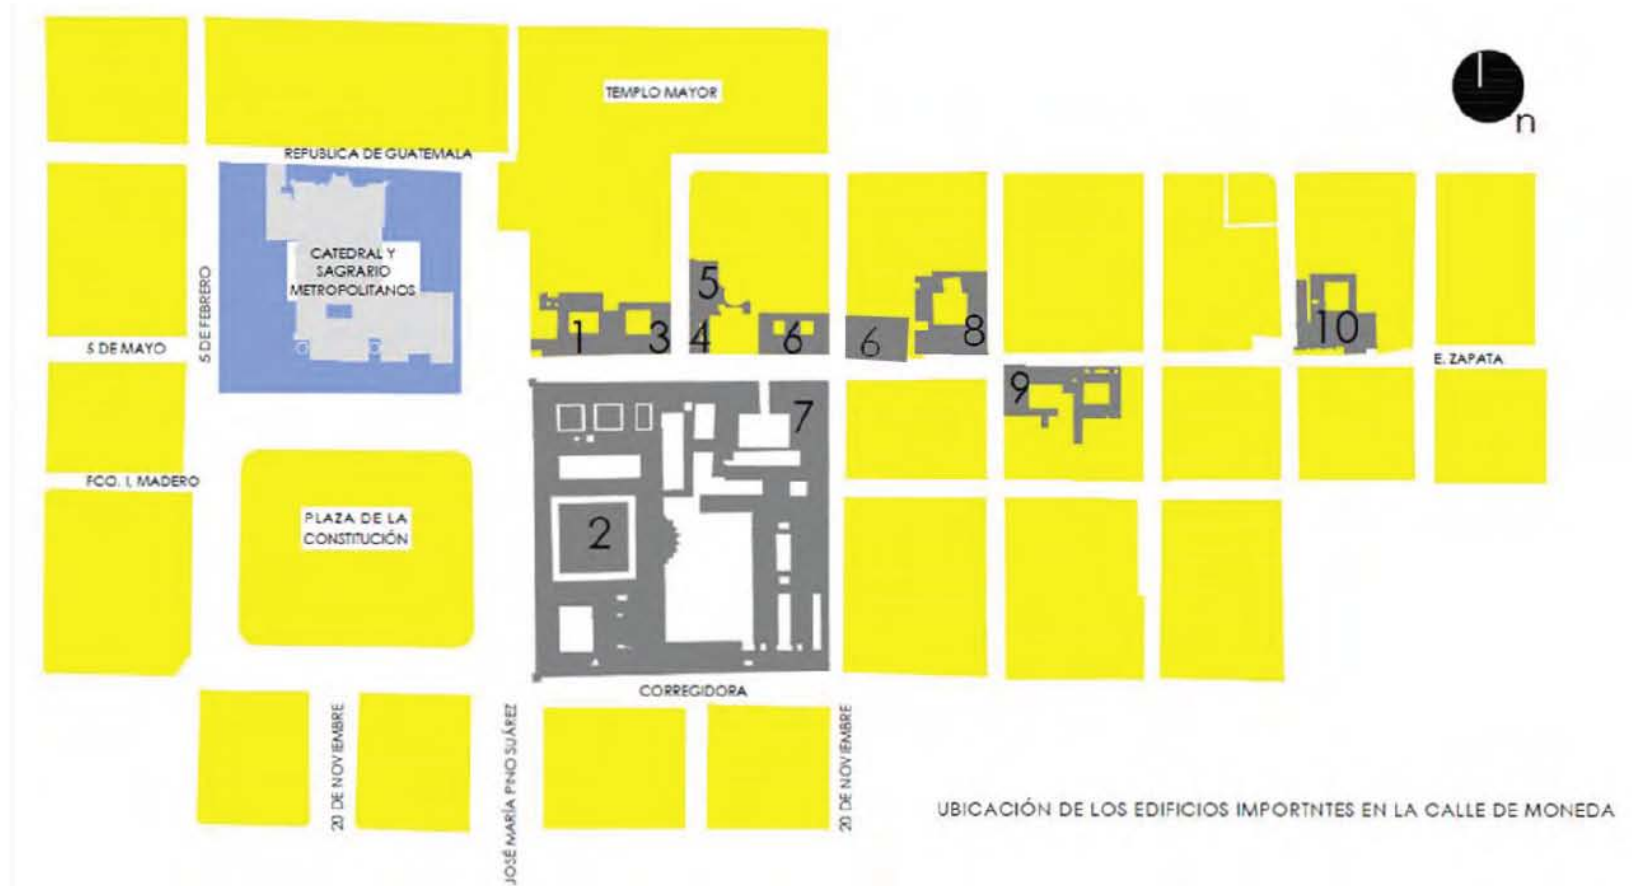 TEMPLO MAYOR
n
REPUBLICA DE GUATEMALA
CATEDRAL Y
SAGRARIO
METROPOLITANOS
5 DE FEBRERO
5 DE MAYO
5
1
3
4
6
6
8
10
E. ZAPATA
9
7
FCO. I. MADERO
PLAZA DE LA
CONSTITUCIÓN
2
CORREGIDORA
20 DE NOVIEMBRE
JOSÉ MARÍA PINO SUÁREZ
20 DE NOVIEMBRE
UBICACIÓN DE LOS EDIFICIOS IMPORTNTES EN LA CALLE DE MONEDA